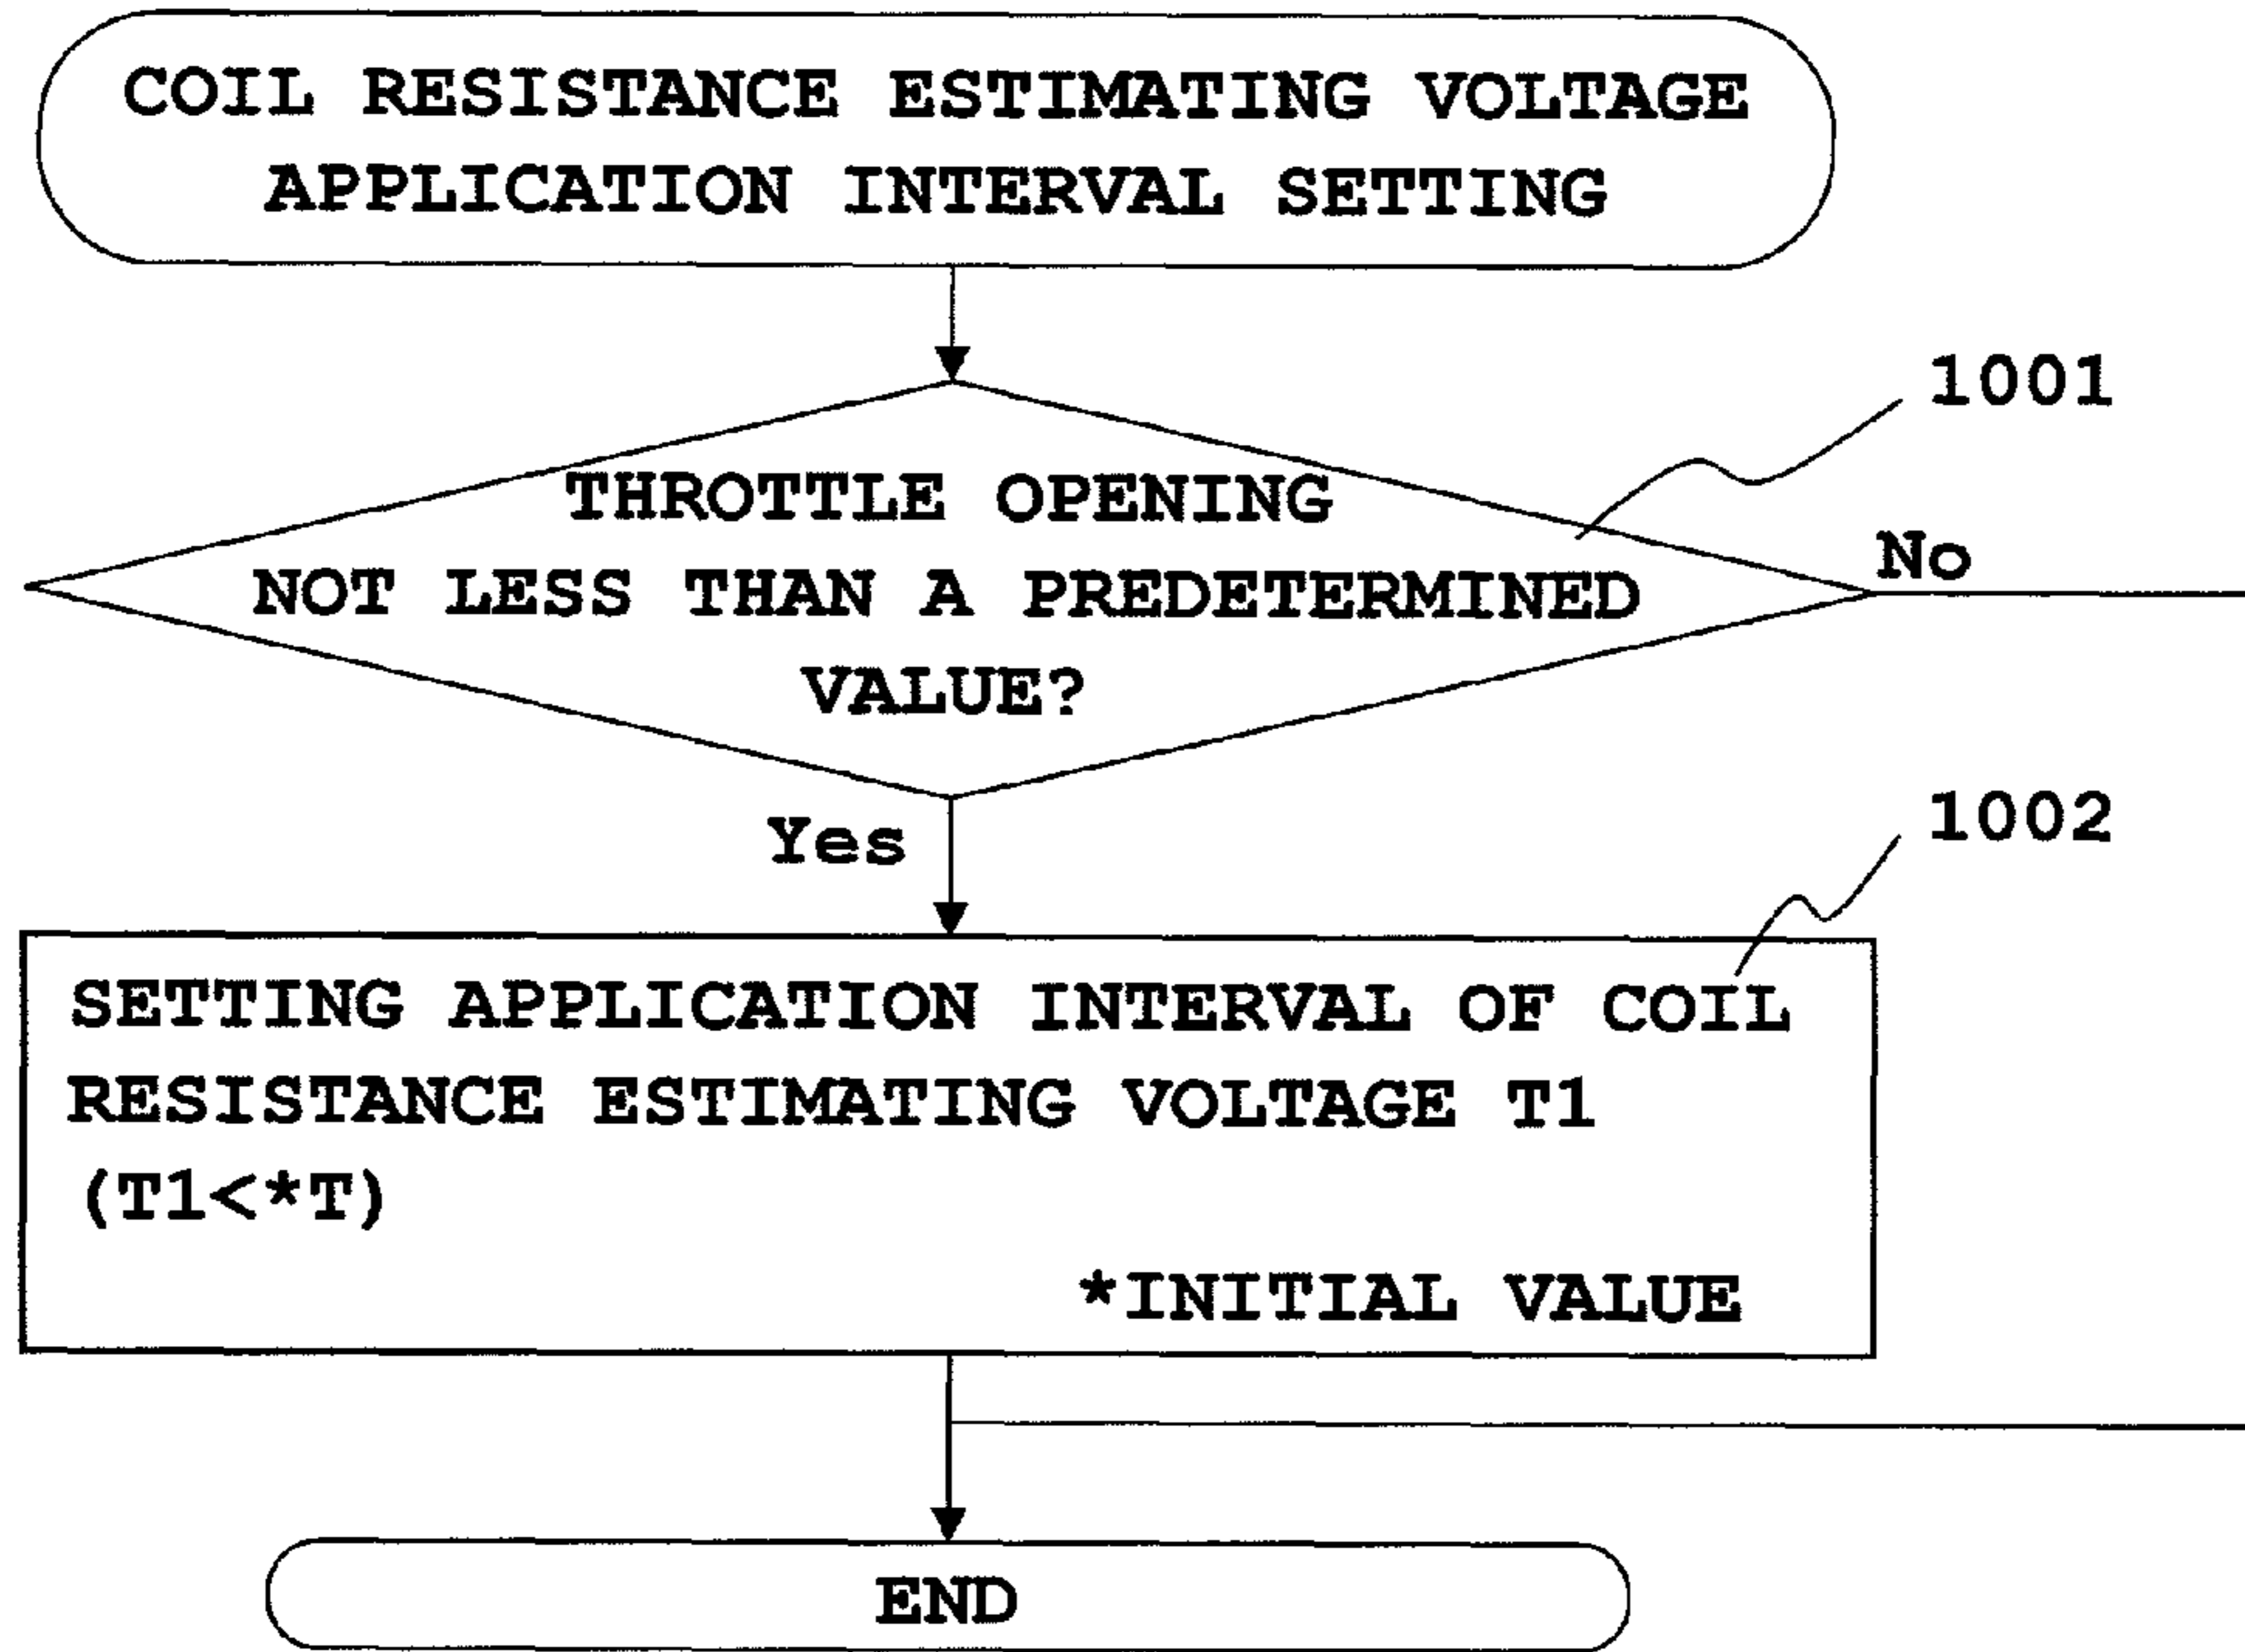 COIL RESISTANCE ESTIMATING VOLTAGE
APPLICATION INTERVAL SETTING
1001
THROTTLE OPENING
NOT LESS THAN A PREDETERMINED
VALUE?
No
Yes
1002
SETTING APPLICATION INTERVAL OF COIL
RESISTANCE ESTIMATING VOLTAGE T1
(T1<*T)
*INITIAL VALUE
END